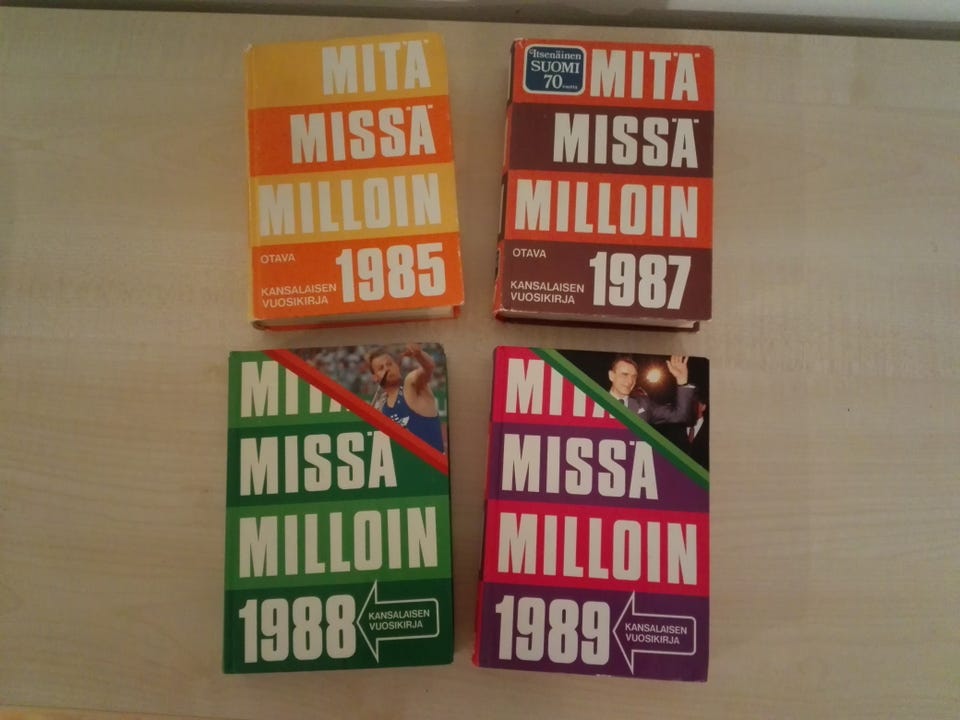 MITÄ
MISSÄ
MILLOIN
OTAVA
1985
KANSALAISEN
VUOSIKIRJA
Itsenäinen
SUOMI
70 vuotta
MITÄ
MISSÄ
MILLOIN
OTAVA
1987
KANSALAISEN
VUOSIKIRJA
MITÄ
MISSÄ
MILLOIN
1988
KANSALAISEN
VUOSIKIRJA
MITÄ
MISSÄ
MILLOIN
1989
KANSALAISEN
VUOSIKIRJA